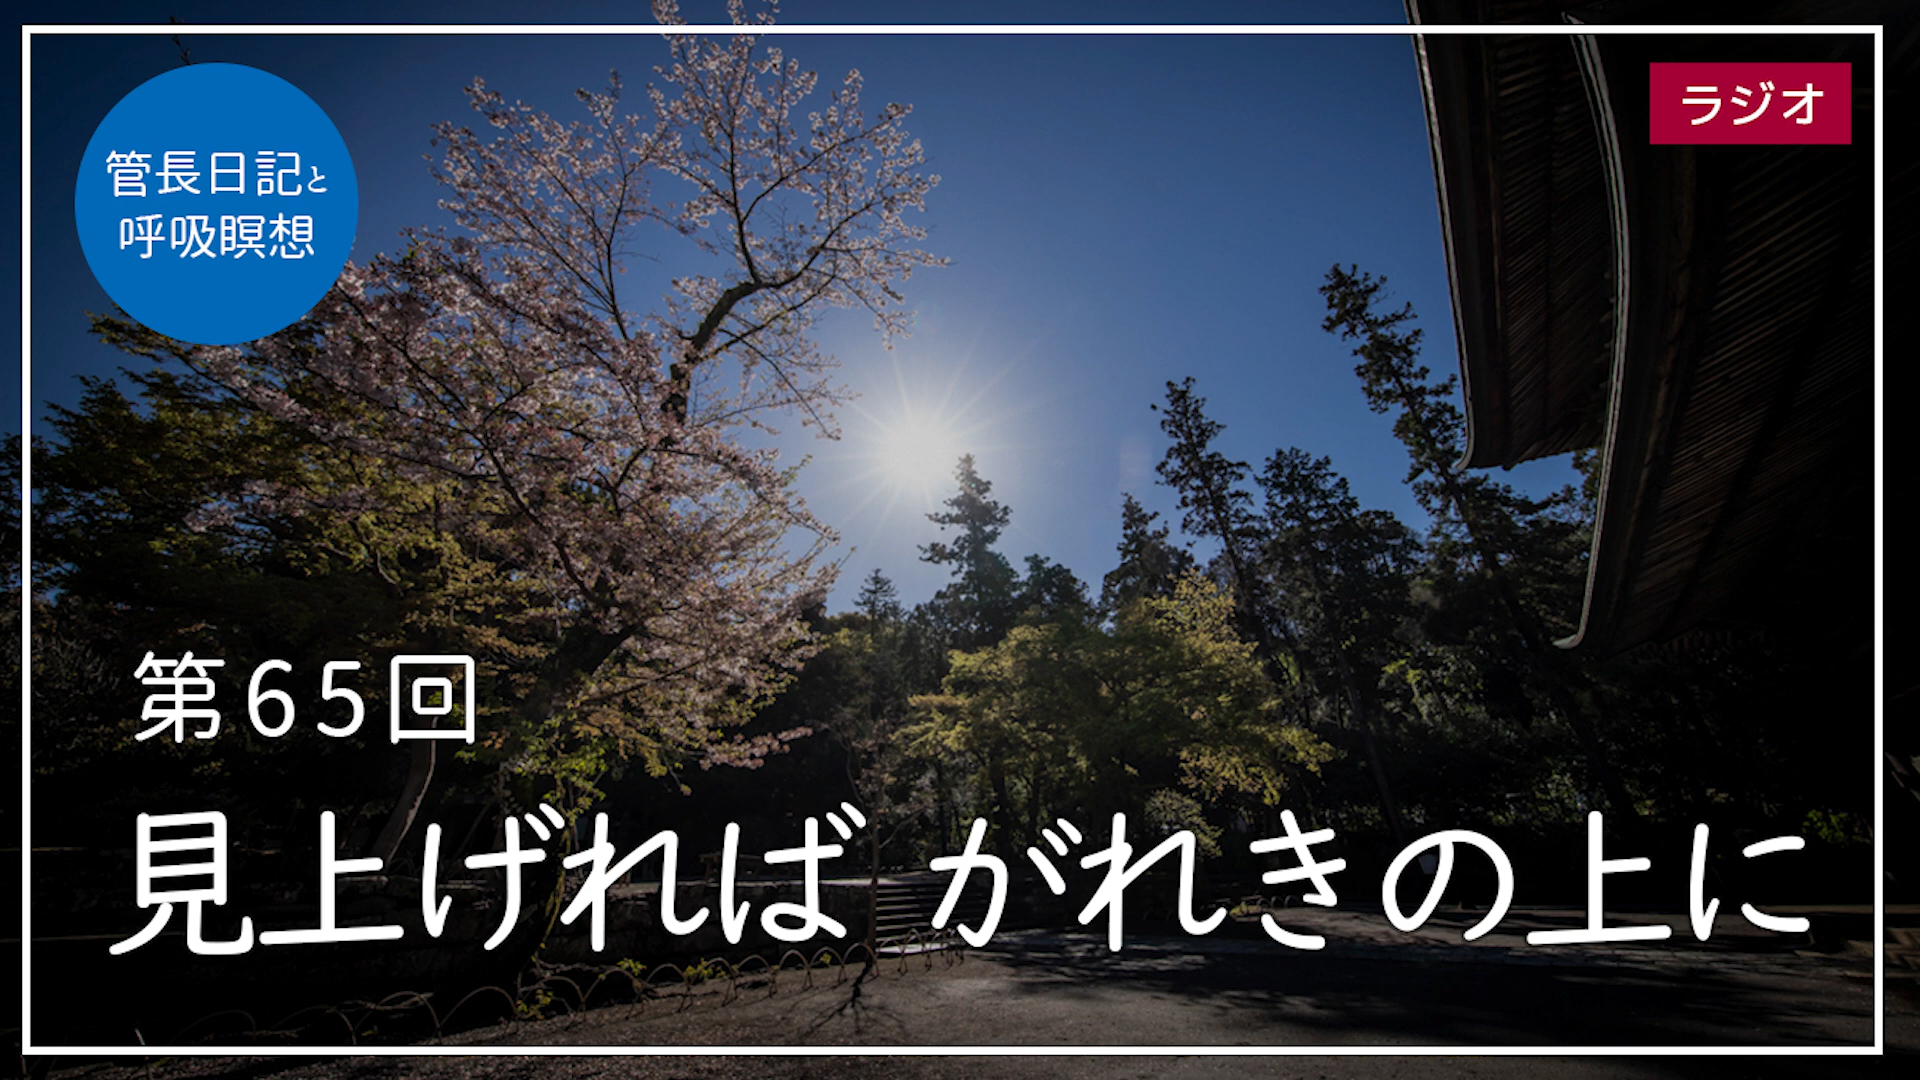 管長日記と
呼吸瞑想
ラジオ
第65回
見上げれば がれきの上に